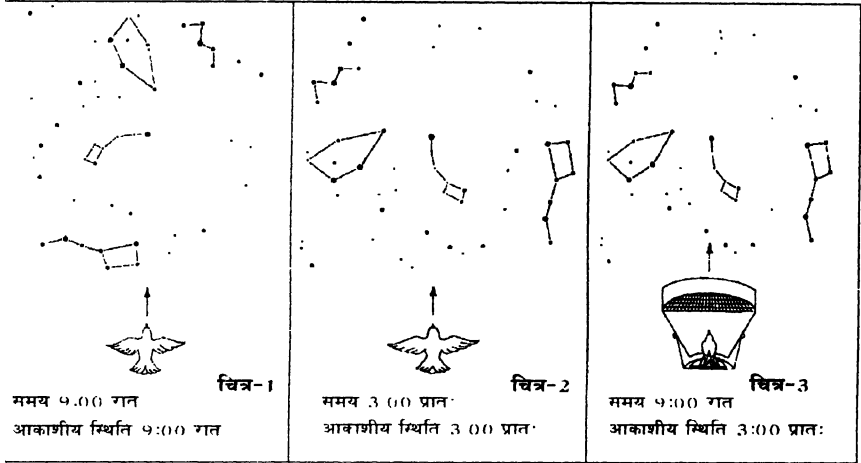 चित्र-1
समय 9.00 रात
आकाशीय स्थिति 9:00 रात
चित्र-2
समय 3 00 प्रातः
आकाशीय स्थिति 3 00 प्रातः
चित्र-3
समय 9:00 रात
आकाशीय स्थिति 3:00 प्रातः